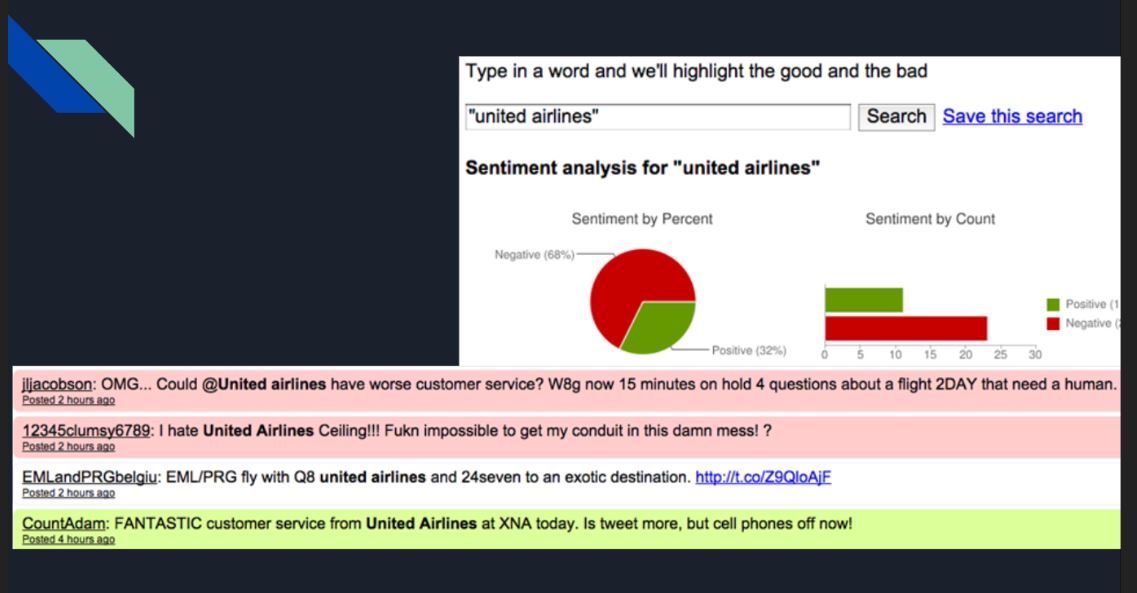 Type in a word and we'll highlight the good and the bad
"united airlines" Search Save this search
Sentiment analysis for "united airlines"
Sentiment by Percent
Negative (68%)
Positive (32%)
Sentiment by Count
Positive (1
Negative (
0 5 10 15 20 25 30
jljacobson: OMG... Could @United airlines have worse customer service? W8g now 15 minutes on hold 4 questions about a flight 2DAY that need a human.
Posted 2 hours ago
12345clumsy6789: I hate United Airlines Ceiling!!! Fukn impossible to get my conduit in this damn mess! ?
Posted 2 hours ago
EMLandPRGbelgiu: EML/PRG fly with Q8 united airlines and 24seven to an exotic destination. http://t.co/Z9QloAjF
Posted 2 hours ago
CountAdam: FANTASTIC customer service from United Airlines at XNA today. Is tweet more, but cell phones off now!
Posted 4 hours ago